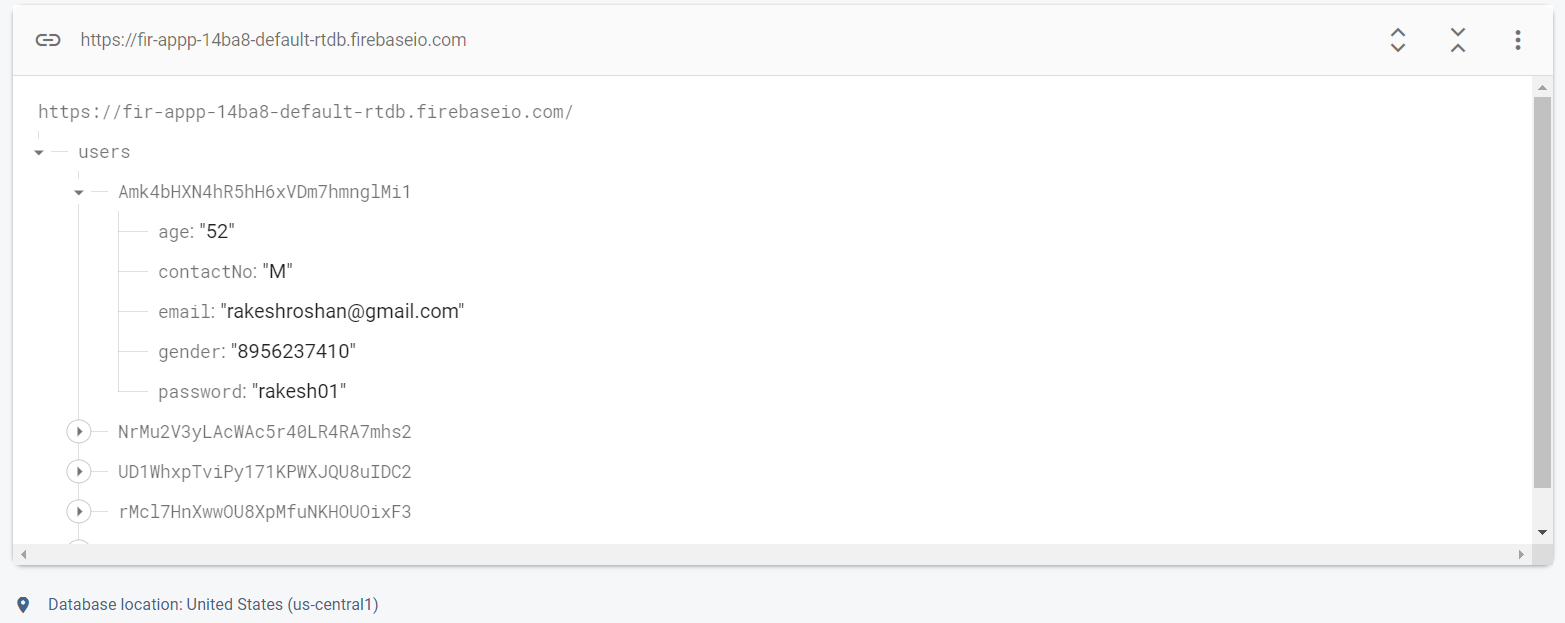 https://fir-appp-14ba8-default-rtdb.firebaseio.com
https://fir-appp-14ba8-default-rtdb.firebaseio.com/
users
Amk4bHXN4hR5hH6xVDm7hmnglMi1
age: "52"
contactNo: "M"
email: "rakeshroshan@gmail.com"
gender: "8956237410"
password: "rakesh01"
NrMu2V3yLAcWAc5r40LR4RA7mhs2
UD1WhxpTviPy171KPWXJQU8uIDC2
rMcl7HnXwwOU8XpMfuNKHOUOixF3
Database location: United States (us-central1)